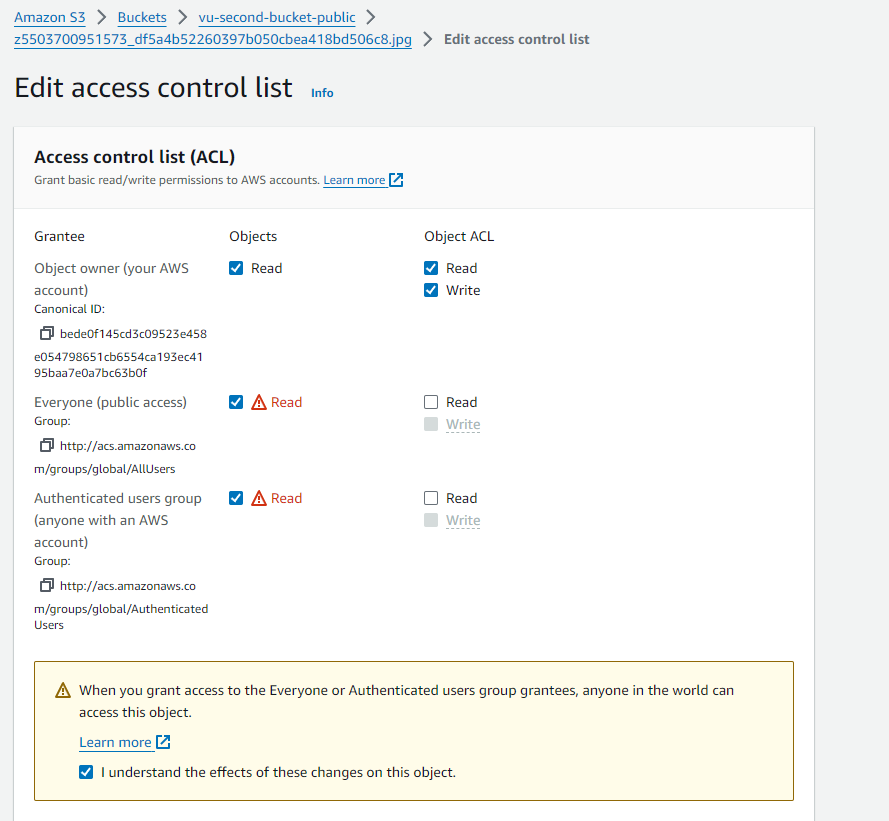 Amazon S3 > Buckets > vu-second-bucket-public >
z5503700951573_df5a4b52260397b050cbea418bd506c8.jpg > Edit access control list
Edit access control list Info
Access control list (ACL)
Grant basic read/write permissions to AWS accounts. Learn more
Grantee Objects Object ACL
Object owner (your AWS Read Read
account) Write
Canonical ID:
bede0f145cd3c09523e458
e054798651cb6554ca193ec41
95baa7e0a7bc63b0f
Everyone (public access) Read Read
Group: Write
http://acs.amazonaws.co
m/groups/global/AllUsers
Authenticated users group Read Read
(anyone with an AWS Write
account)
Group:
http://acs.amazonaws.co
m/groups/global/Authenticated
Users
When you grant access to the Everyone or Authenticated users group grantees, anyone in the world can
access this object.
Learn more
I understand the effects of these changes on this object.